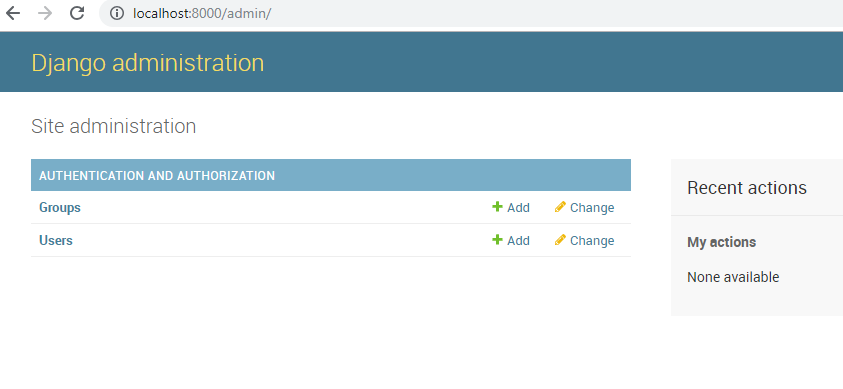 localhost:8000/admin/
Django administration
Site administration
AUTHENTICATION AND AUTHORIZATION
Groups Add Change
Users Add Change
Recent actions
My actions
None available